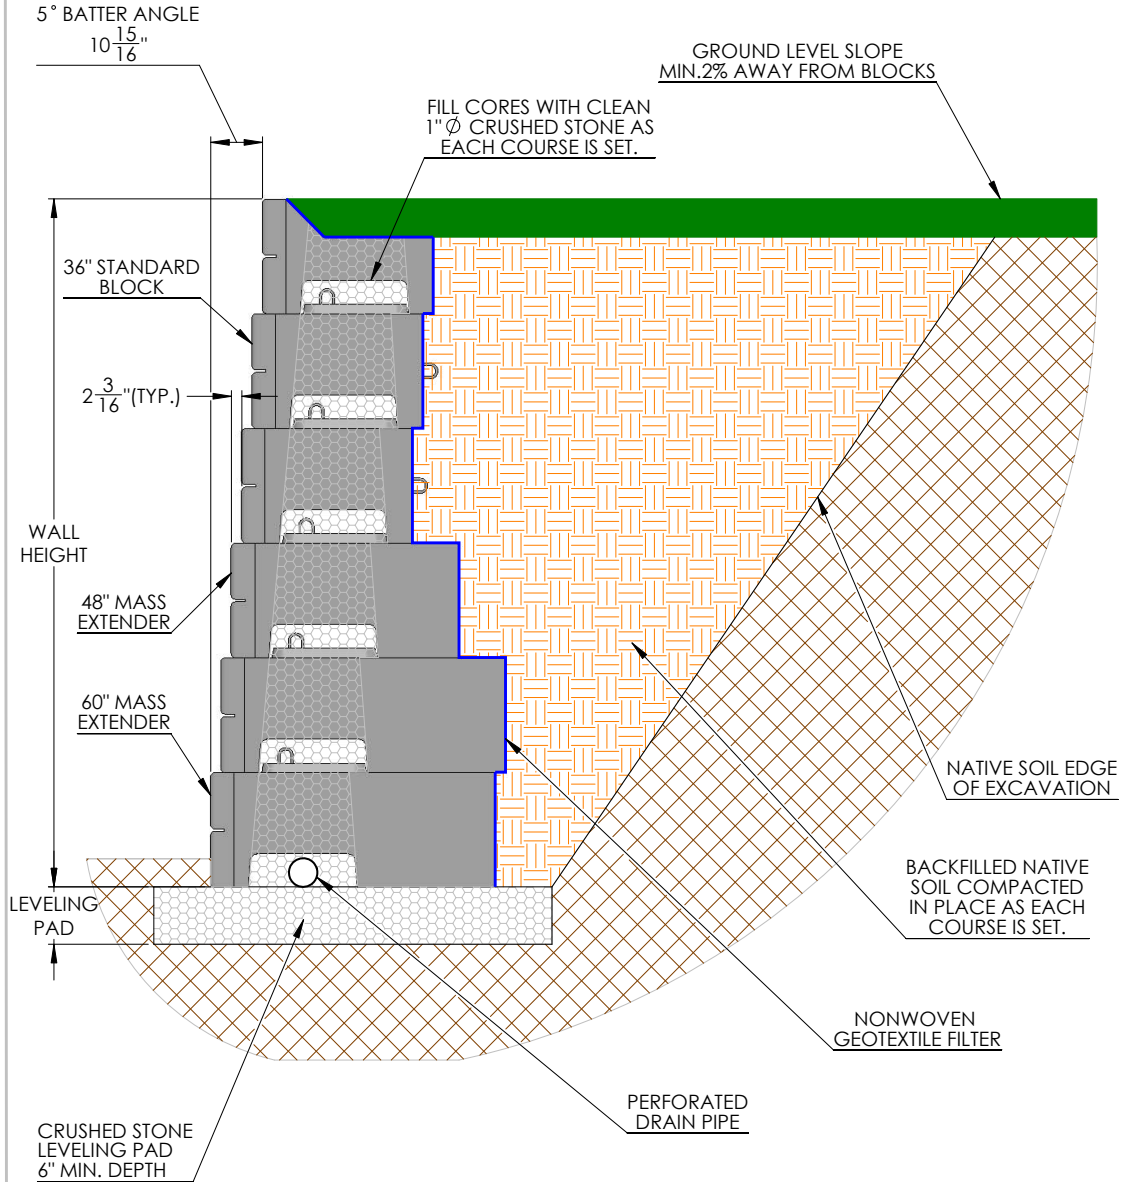 5° BATTER ANGLE
10 15/16"
GROUND LEVEL SLOPE
MIN.2% AWAY FROM BLOCKS
FILL CORES WITH CLEAN
1"Ø CRUSHED STONE AS
EACH COURSE IS SET.
36" STANDARD
BLOCK
2 3/16"(TYP.)
WALL
HEIGHT
48" MASS
EXTENDER
60" MASS
EXTENDER
NATIVE SOIL EDGE
OF EXCAVATION
BACKFILLED NATIVE
SOIL COMPACTED
IN PLACE AS EACH
COURSE IS SET.
LEVELING
PAD
NONWOVEN
GEOTEXTILE FILTER
PERFORATED
DRAIN PIPE
CRUSHED STONE
LEVELING PAD
6" MIN. DEPTH